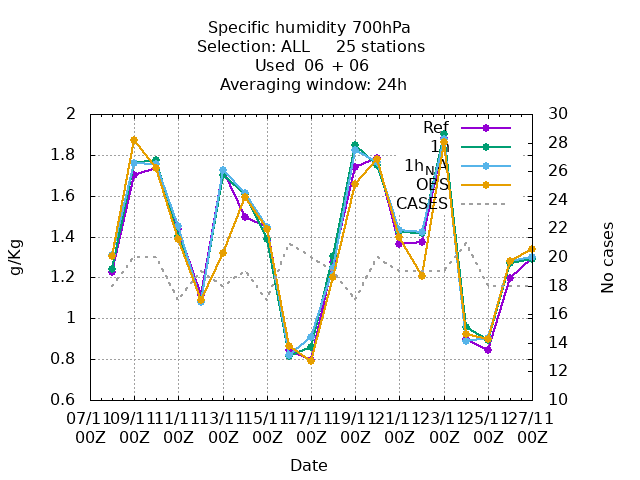 Specific humidity 700hPa
Selection: ALL 25 stations
Used 06 + 06
Averaging window: 24h
2 30
Ref 28
1.8 1h 26
1hNA
1.6 OBS 24
CASES
1.4 22
g/Kg 20 No cases
1.2 18
1 16
14
0.8 12
0.6 10
07/11 09/11 11/11 13/11 15/11 17/11 19/11 21/11 23/11 25/11 27/11
00Z 00Z 00Z 00Z 00Z 00Z 00Z 00Z 00Z 00Z 00Z
Date